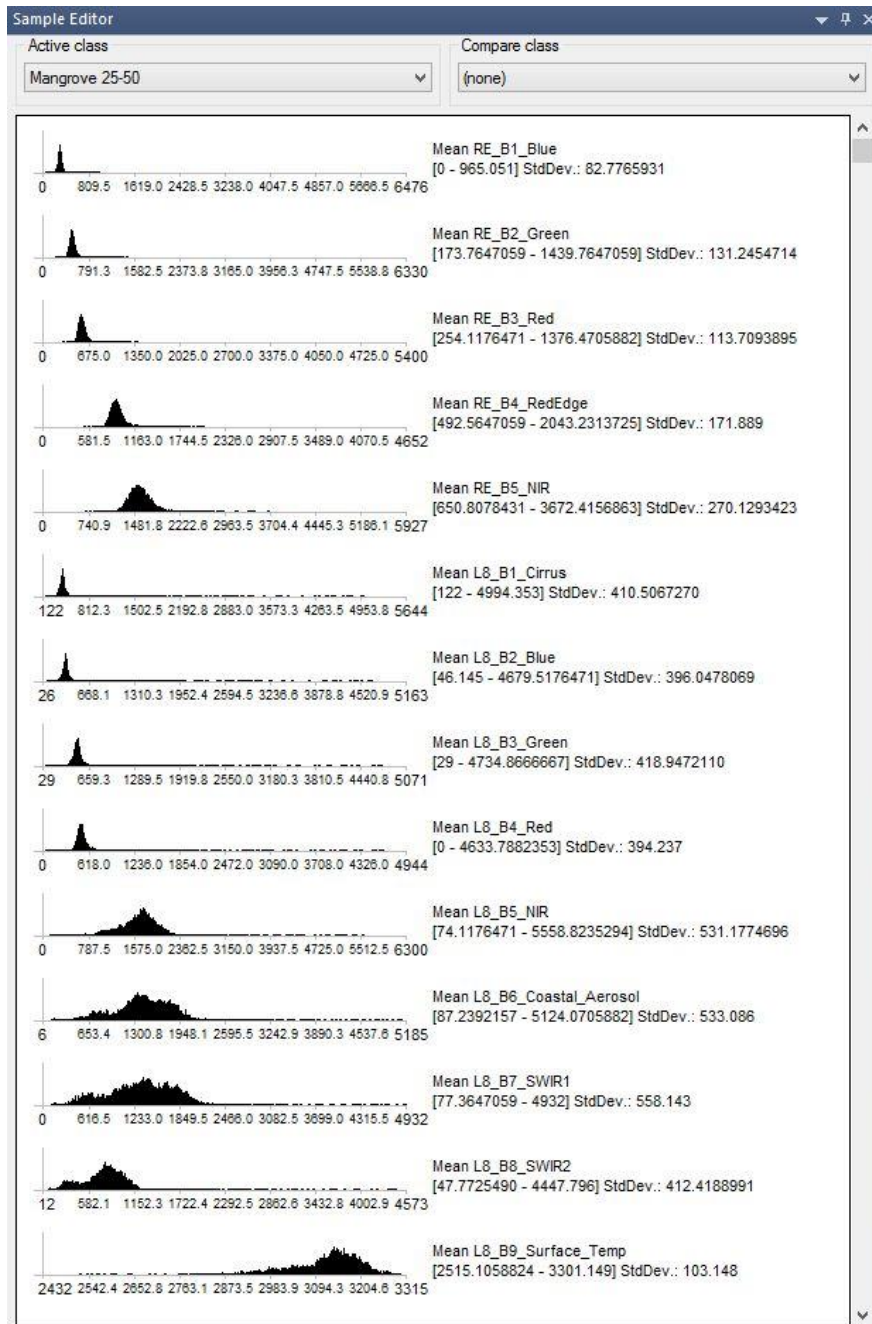 Sample Editor
Active class
Compare class
Mangrove 25-50
(none)
Mean RE_B1_Blue
[0 - 965.051] StdDev.: 82.7765931
0 809.5 1619.0 2428.5 3238.0 4047.5 4857.0 5666.5 6476
Mean RE_B2_Green
[173.7647059 - 1439.7647059] StdDev.: 131.2454714
0 791.3 1582.5 2373.8 3165.0 3956.3 4747.5 5538.8 6330
Mean RE_B3_Red
[254.1176471 - 1376.4705882] StdDev.: 113.7093895
0 675.0 1350.0 2025.0 2700.0 3375.0 4050.0 4725.0 5400
Mean RE_B4_RedEdge
[492.5647059 - 2043.2313725] StdDev.: 171.889
0 581.5 1163.0 1744.5 2326.0 2907.5 3489.0 4070.5 4652
Mean RE_B5_NIR
[650.8078431 - 3672.4156863] StdDev.: 270.1293423
0 740.9 1481.8 2222.6 2963.5 3704.4 4445.3 5186.1 5927
Mean L8_B1_Cirrus
[122 - 4994.353] StdDev.: 410.5067270
122 812.3 1502.5 2192.8 2883.0 3573.3 4263.5 4953.8 5644
Mean L8_B2_Blue
[46.145 - 4679.5176471] StdDev.: 396.0478069
26 668.1 1310.3 1952.4 2594.5 3236.6 3878.8 4520.9 5163
Mean L8_B3_Green
[29 - 4734.8666667] StdDev.: 418.9472110
29 659.3 1289.5 1919.8 2550.0 3180.3 3810.5 4440.8 5071
Mean L8_B4_Red
[0 - 4633.7882353] StdDev.: 394.237
0 618.0 1236.0 1854.0 2472.0 3090.0 3708.0 4326.0 4944
Mean L8_B5_NIR
[74.1176471 - 5558.8235294] StdDev.: 531.1774696
0 787.5 1575.0 2362.5 3150.0 3937.5 4725.0 5512.5 6300
Mean L8_B6_Coastal_Aerosol
[87.2392157 - 5124.0705882] StdDev.: 533.086
6 653.4 1300.8 1948.1 2595.5 3242.9 3890.3 4537.6 5185
Mean L8_B7_SWIR1
[77.3647059 - 4932] StdDev.: 558.143
0 616.5 1233.0 1849.5 2466.0 3082.5 3699.0 4315.5 4932
Mean L8_B8_SWIR2
[47.7725490 - 4447.796] StdDev.: 412.4188991
12 582.1 1152.3 1722.4 2292.5 2862.6 3432.8 4002.9 4573
Mean L8_B9_Surface_Temp
[2515.1058824 - 3301.149] StdDev.: 103.148
2432 2542.4 2652.8 2763.1 2873.5 2983.9 3094.3 3204.6 3315